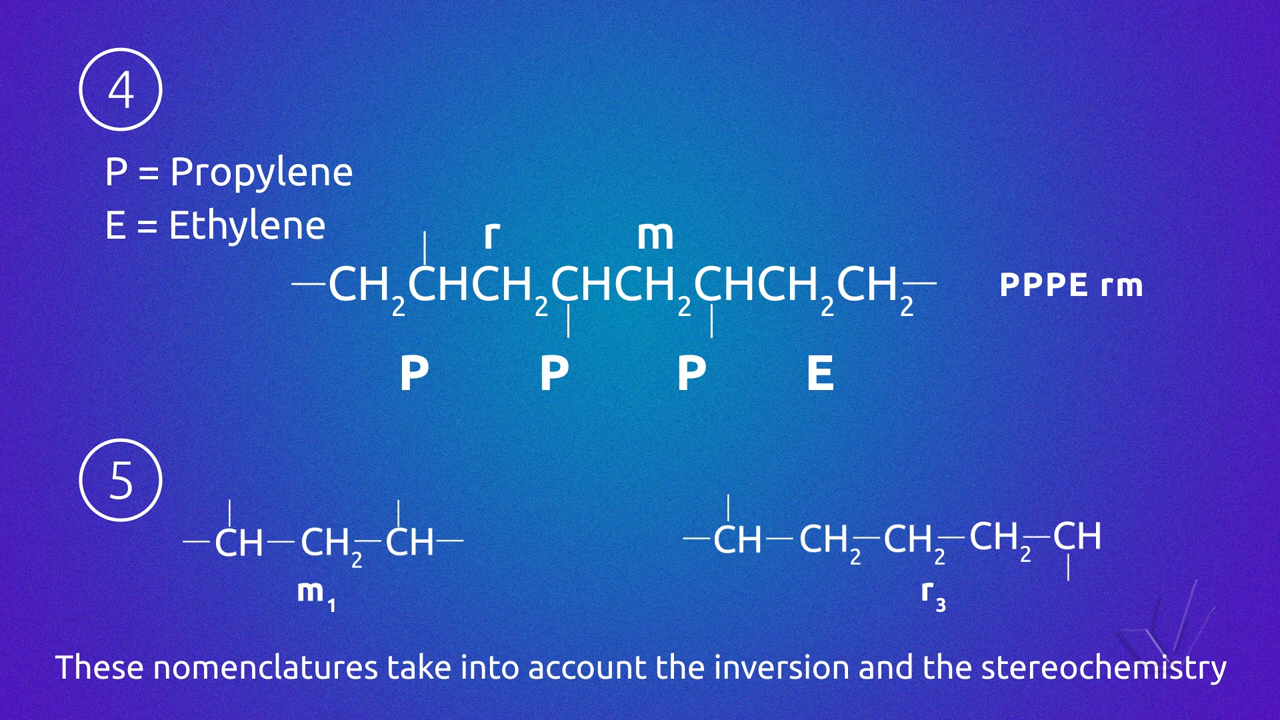 4
P = Propylene
E = Ethylene
r m
—CH₂CHCH₂CHCH₂CHCH₂CH₂— PPPE rm
P P P E
5
—CH—CH₂—CH— —CH—CH₂—CH₂—CH₂—CH
m₁ r₃
These nomenclatures take into account the inversion and the stereochemistry